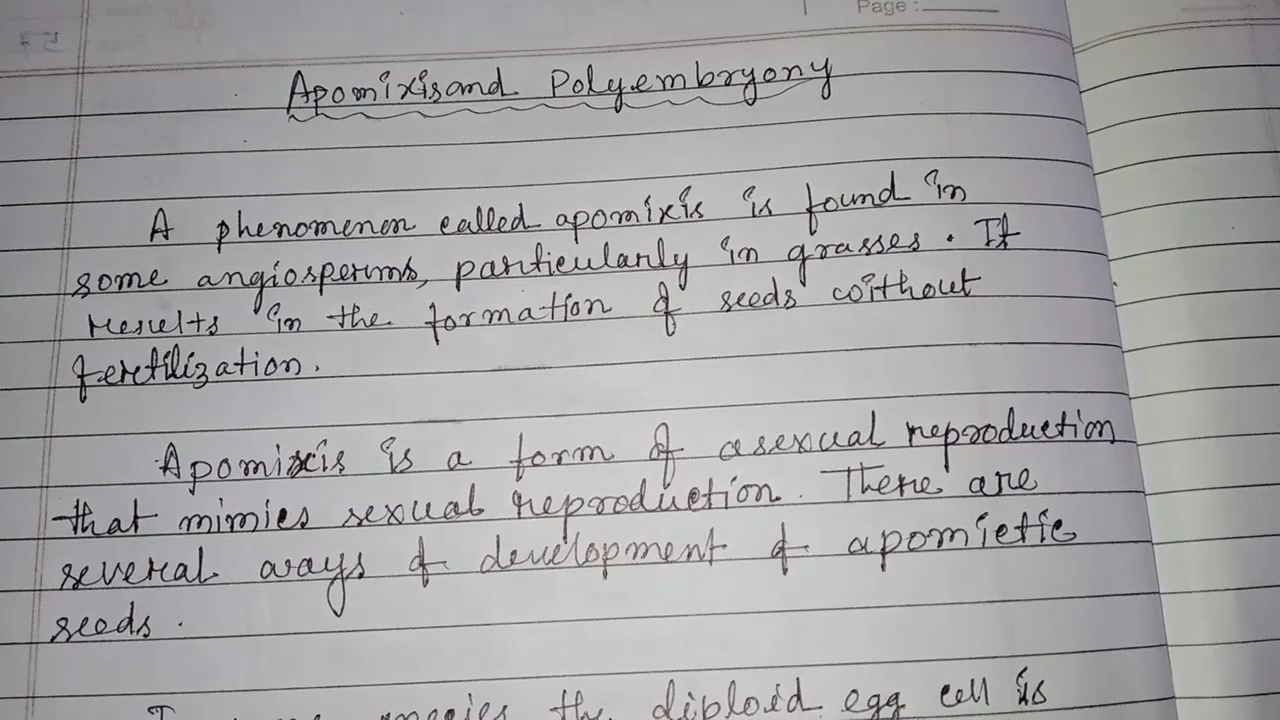 Page :
Apomixis and Polyembryony
A phenomenon called apomixis is found in
some angiosperms, particularly in grasses. It
results in the formation of seeds without
fertilization.
Apomixis is a form of asexual reproduction
that mimics sexual reproduction. There are
several ways of development of apomictic
seeds.
species the diploid egg cell is